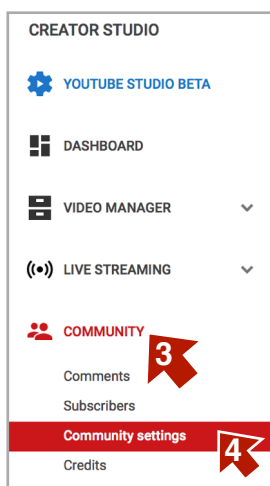 CREATOR STUDIO
YOUTUBE STUDIO BETA
DASHBOARD
VIDEO MANAGER
LIVE STREAMING
COMMUNITY
3
Comments
Subscribers
Community settings
4
Credits